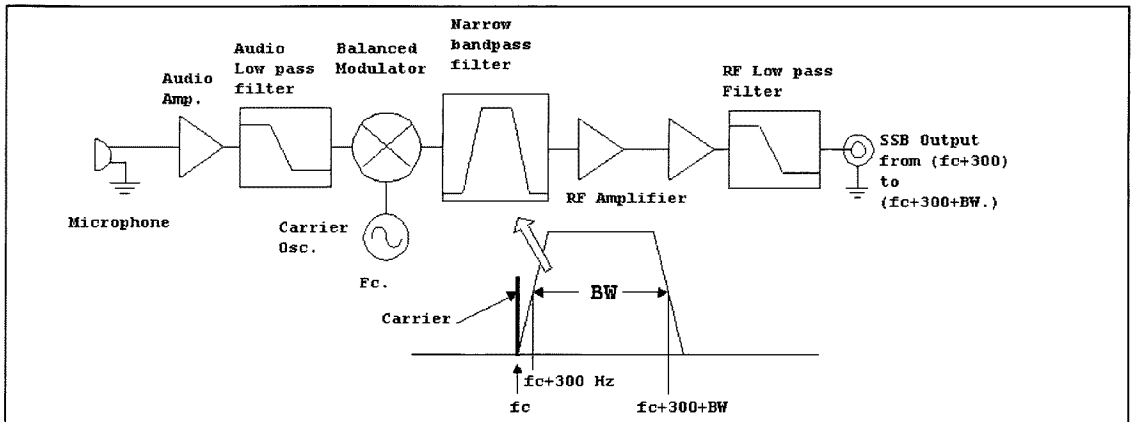 Narrow
bandpass
filter
Audio
Low pass
filter
Balanced
Modulator
RF Low pass
Filter
Audio
Amp.
SSB Output
from (fc+300)
to
(fc+300+BW.)
Microphone
Carrier
Osc.
RF Amplifier
Fc.
BW
Carrier
fc+300 Hz
fc
fc+300+BW